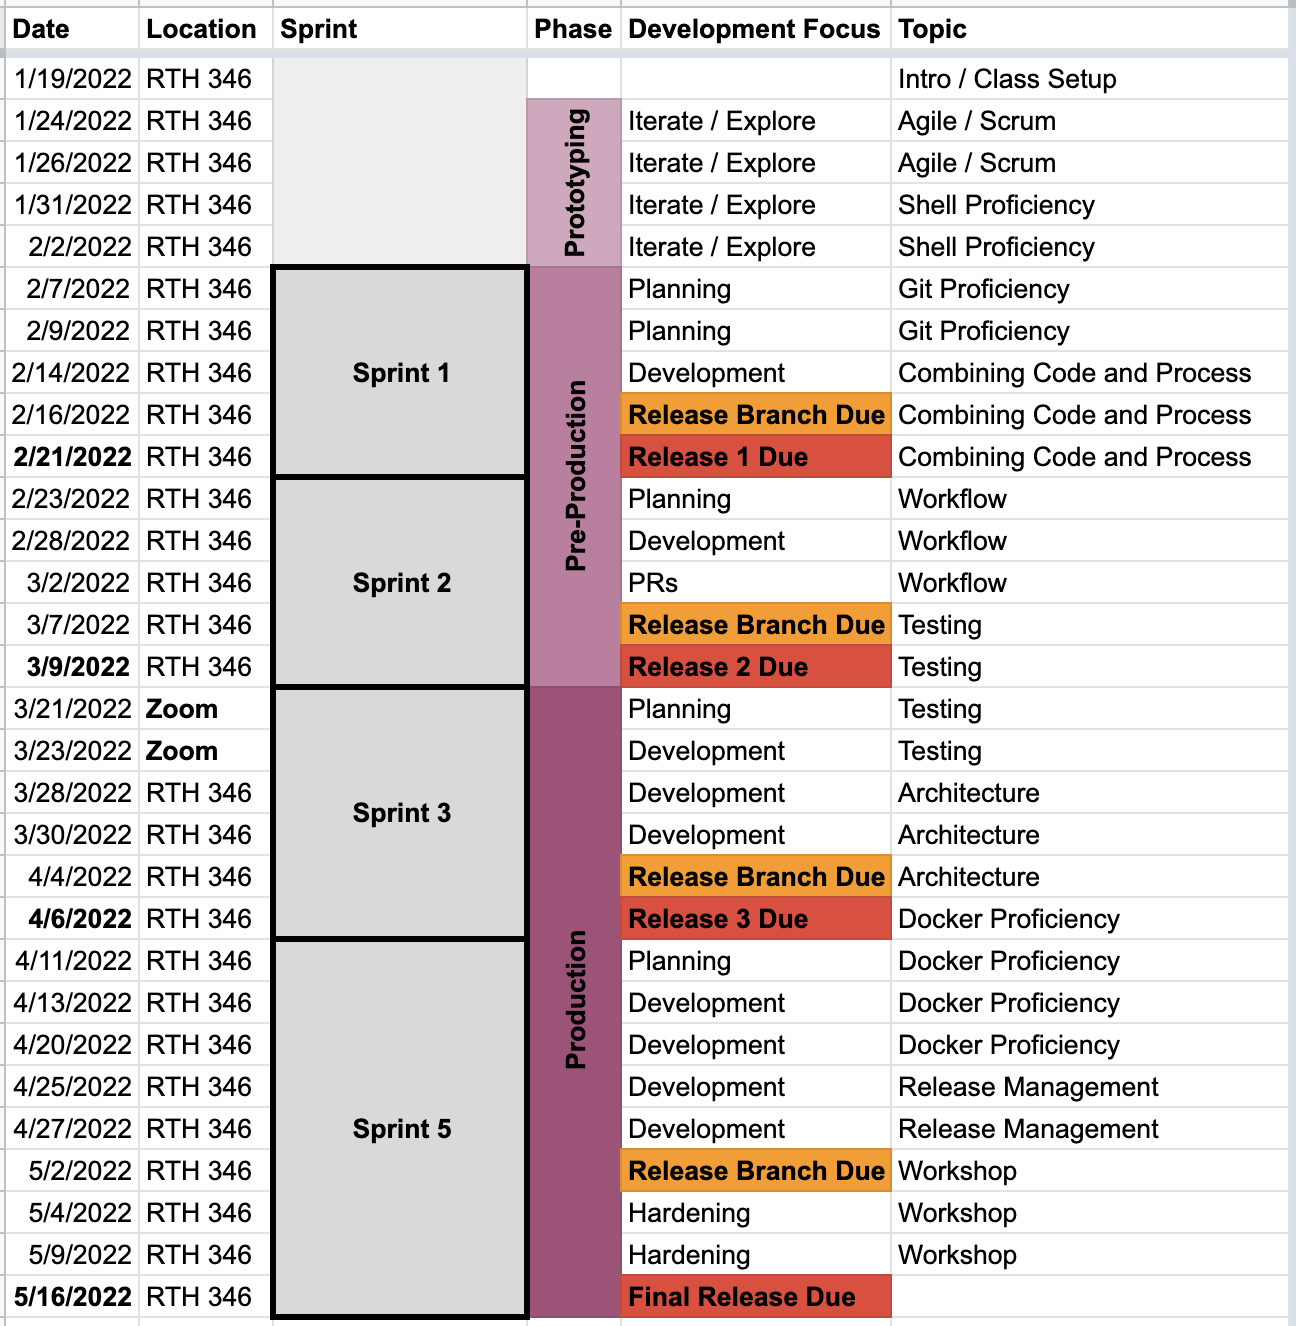 Date Location Sprint Phase Development Focus Topic
1/19/2022 RTH 346 Intro / Class Setup
1/24/2022 RTH 346 Prototyping Iterate / Explore Agile / Scrum
1/26/2022 RTH 346 Iterate / Explore Agile / Scrum
1/31/2022 RTH 346 Iterate / Explore Shell Proficiency
2/2/2022 RTH 346 Iterate / Explore Shell Proficiency
2/7/2022 RTH 346 Sprint 1 Pre-Production Planning Git Proficiency
2/9/2022 RTH 346 Planning Git Proficiency
2/14/2022 RTH 346 Development Combining Code and Process
2/16/2022 RTH 346 Release Branch Due Combining Code and Process
2/21/2022 RTH 346 Release 1 Due Combining Code and Process
2/23/2022 RTH 346 Sprint 2 Planning Workflow
2/28/2022 RTH 346 Development Workflow
3/2/2022 RTH 346 PRs Workflow
3/7/2022 RTH 346 Release Branch Due Testing
3/9/2022 RTH 346 Release 2 Due Testing
3/21/2022 Zoom Sprint 3 Production Planning Testing
3/23/2022 Zoom Development Testing
3/28/2022 RTH 346 Development Architecture
3/30/2022 RTH 346 Development Architecture
4/4/2022 RTH 346 Release Branch Due Architecture
4/6/2022 RTH 346 Release 3 Due Docker Proficiency
4/11/2022 RTH 346 Sprint 5 Planning Docker Proficiency
4/13/2022 RTH 346 Development Docker Proficiency
4/20/2022 RTH 346 Development Docker Proficiency
4/25/2022 RTH 346 Development Release Management
4/27/2022 RTH 346 Development Release Management
5/2/2022 RTH 346 Release Branch Due Workshop
5/4/2022 RTH 346 Hardening Workshop
5/9/2022 RTH 346 Hardening Workshop
5/16/2022 RTH 346 Final Release Due